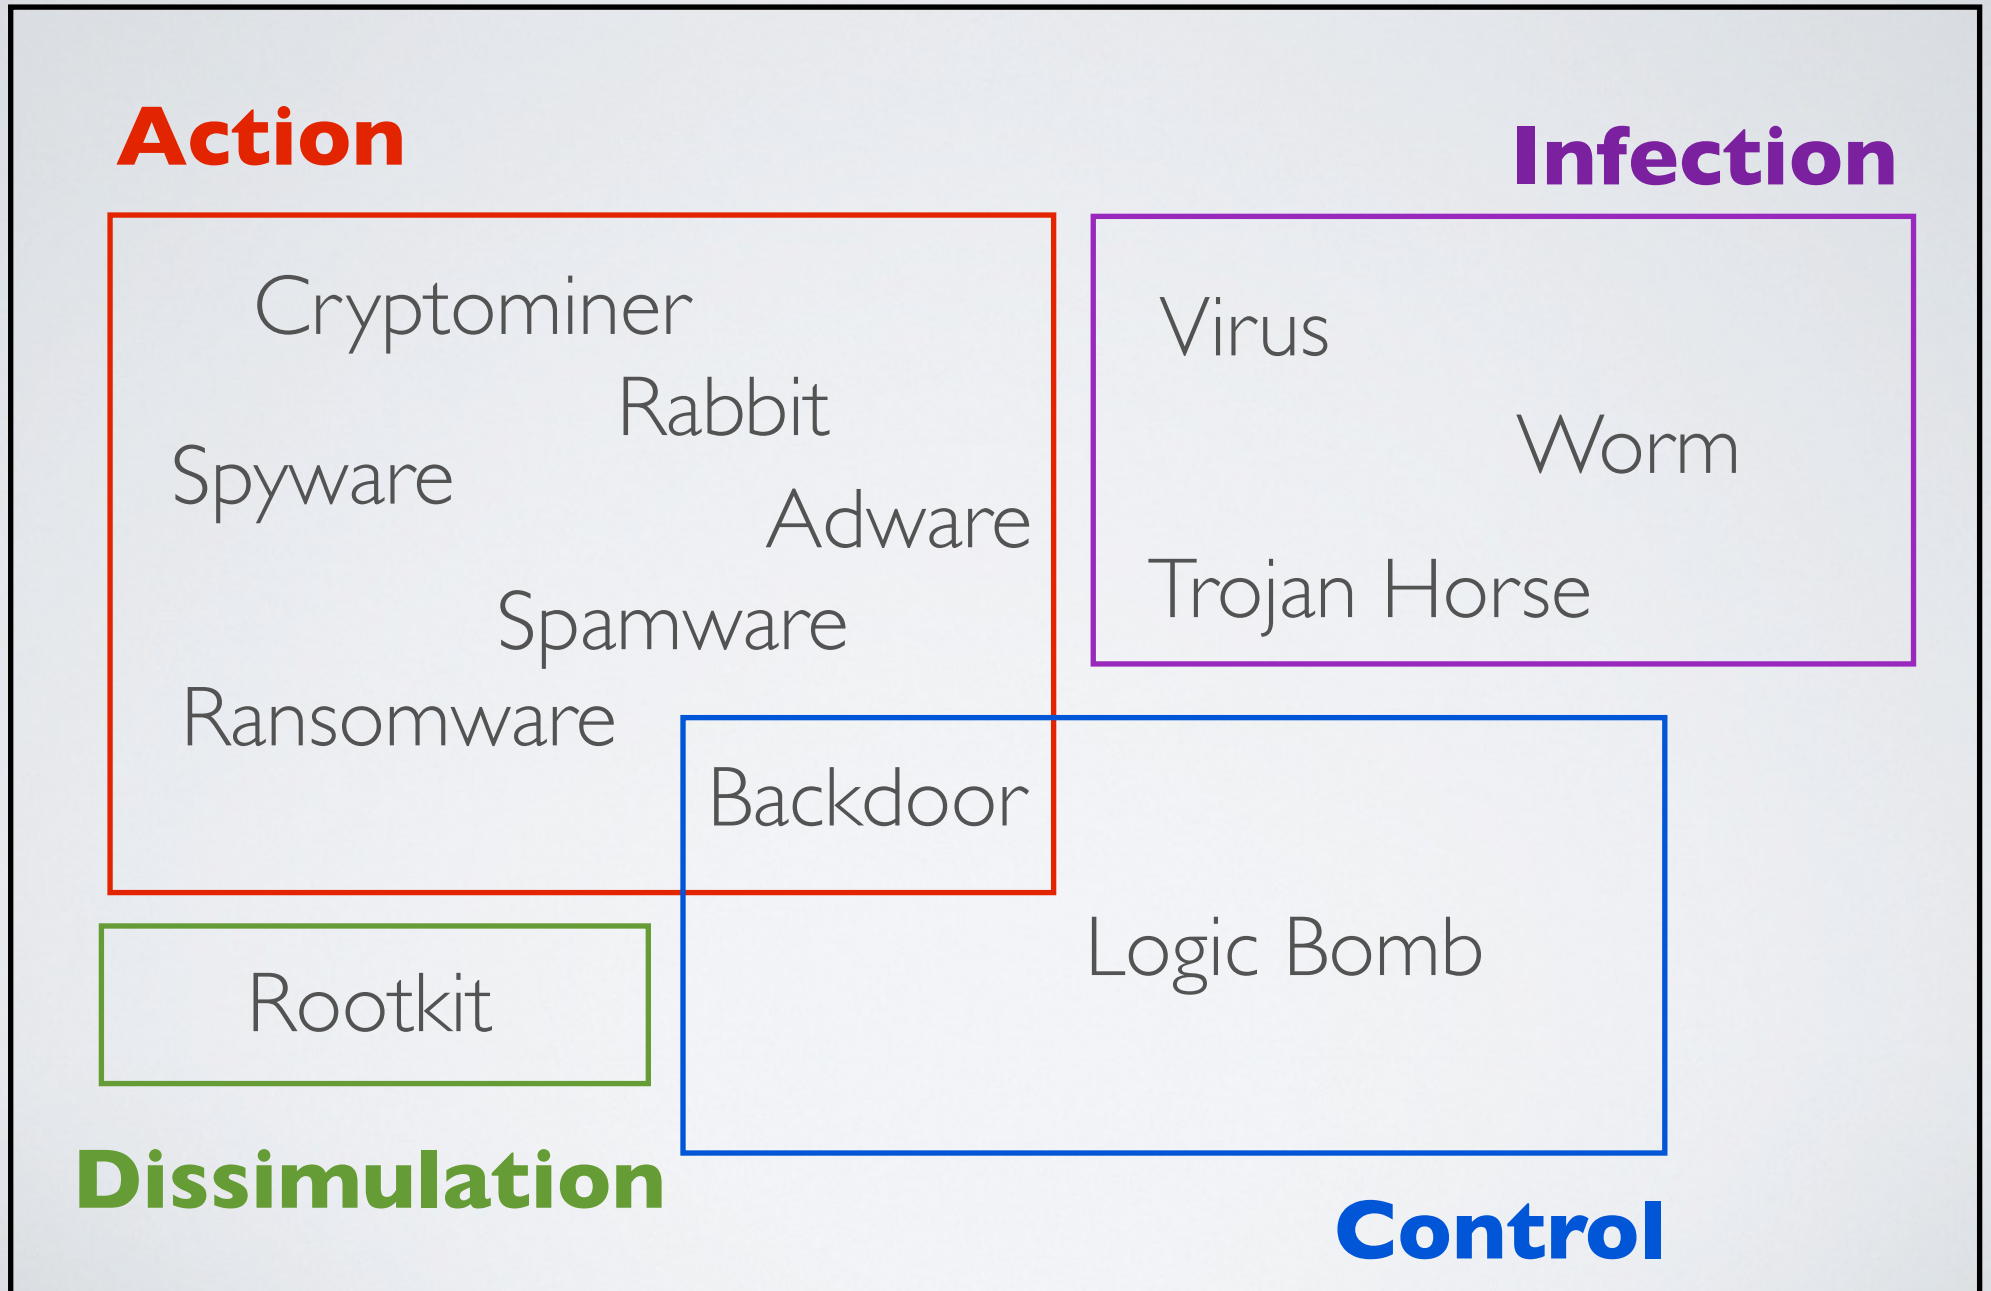 Action
Infection
Cryptominer
Virus
Rabbit
Worm
Spyware
Adware
Trojan Horse
Spamware
Ransomware
Backdoor
Logic Bomb
Rootkit
Dissimulation
Control